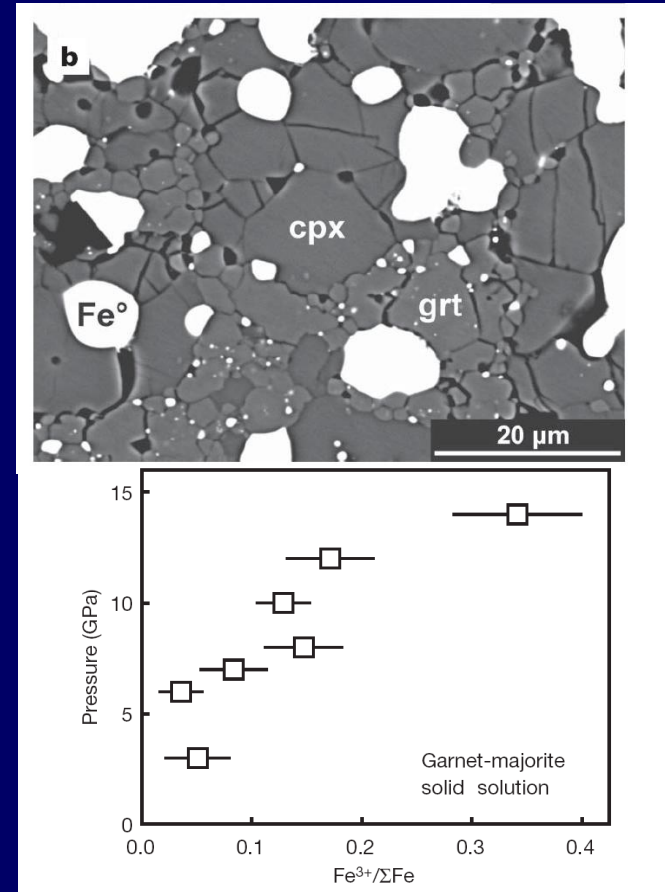 b
cpx
grt
Fe°
20 µm
15
10
5
0
Pressure (GPa)
Garnet-majorite
solid solution
0.0 0.1 0.2 0.3 0.4
Fe³⁺/ΣFe